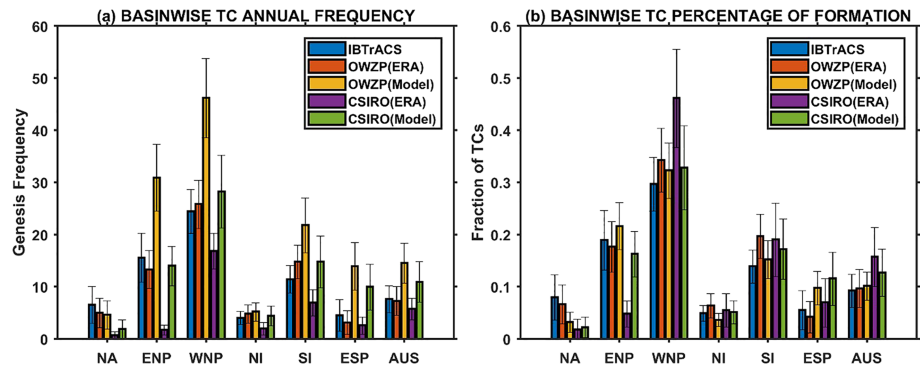 (a) BASINWISE TC ANNUAL FREQUENCY
60
50
40
30
20
10
0
Genesis Frequency
IBTrACS
OWZP(ERA)
OWZP(Model)
CSIRO(ERA)
CSIRO(Model)
NA ENP WNP NI SI ESP AUS
(b) BASINWISE TC PERCENTAGE OF FORMATION
0.6
0.5
0.4
0.3
0.2
0.1
0
Fraction of TCs
IBTrACS
OWZP(ERA)
OWZP(Model)
CSIRO(ERA)
CSIRO(Model)
NA ENP WNP NI SI ESP AUS